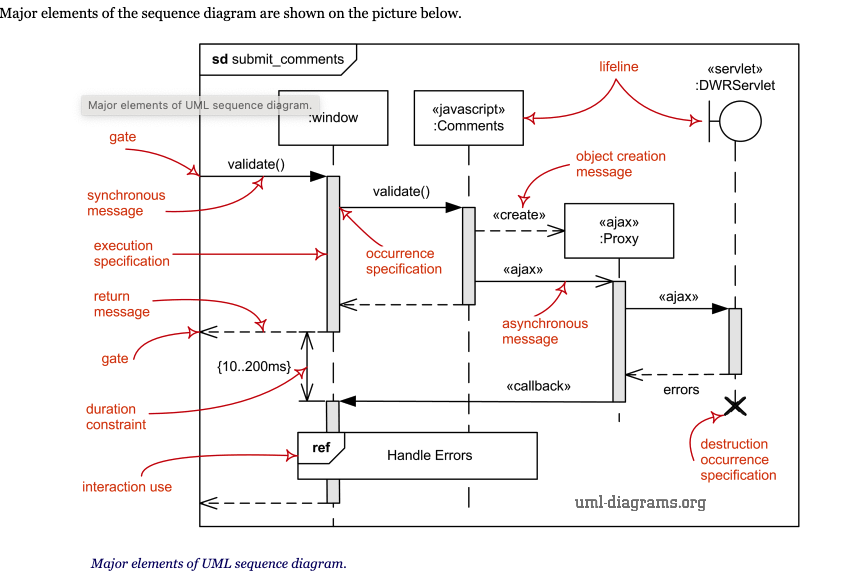 Major elements of the sequence diagram are shown on the picture below.
sd submit_comments
lifeline
«servlet»
:DWRServlet
Major elements of UML sequence diagram.
:window
«javascript»
:Comments
gate
validate()
object creation
message
synchronous
message
validate()
«create»
«ajax»
:Proxy
execution
specification
occurrence
specification
«ajax»
return
message
«ajax»
asynchronous
message
gate
{10..200ms}
«callback»
errors
duration
constraint
ref
Handle Errors
destruction
occurrence
specification
interaction use
uml-diagrams.org
Major elements of UML sequence diagram.